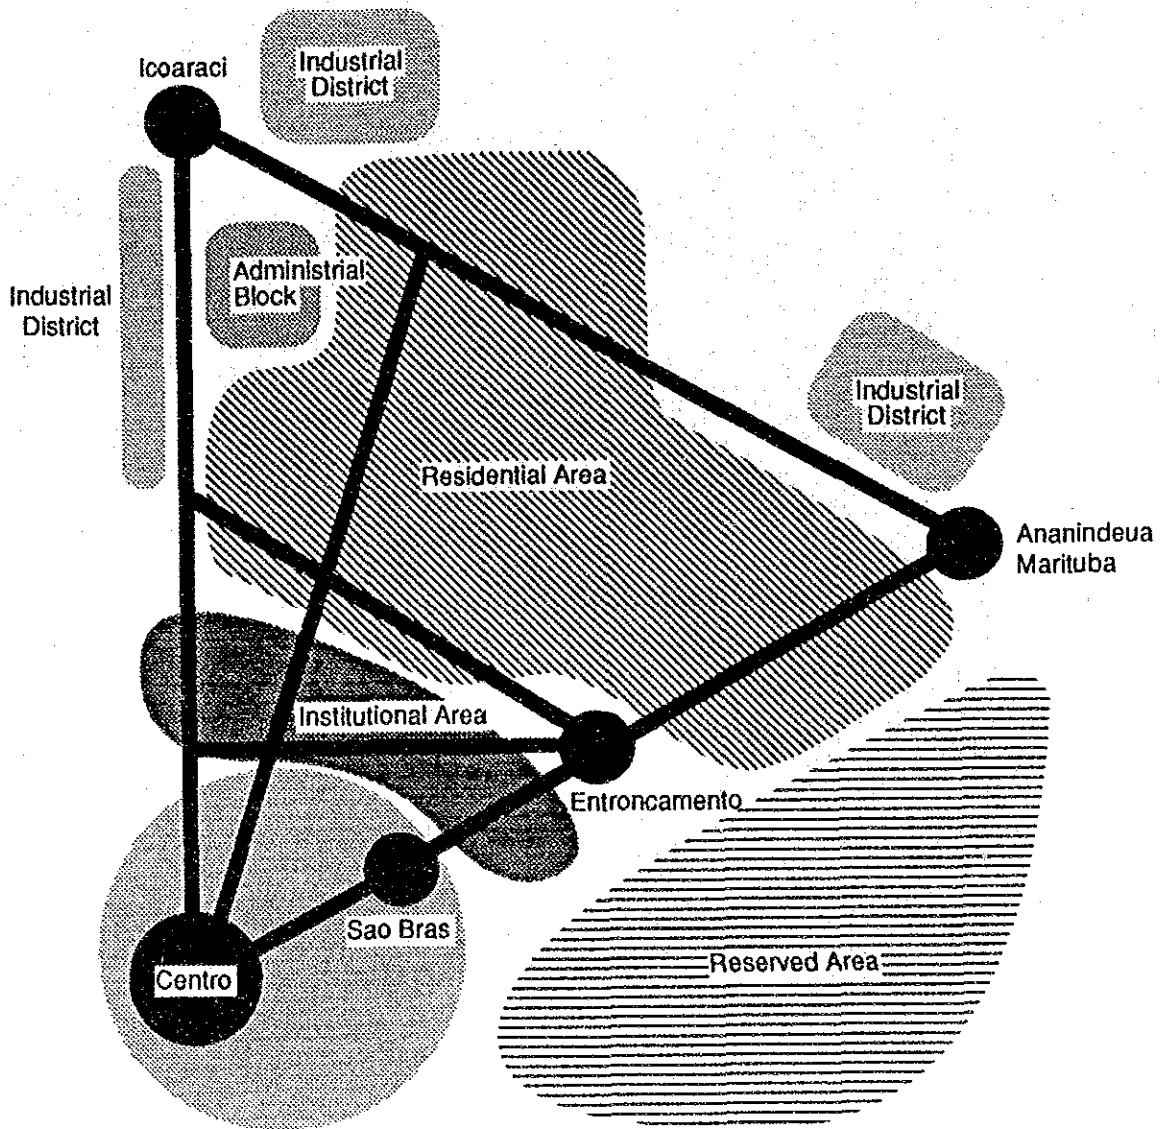 Icoaraci
Industrial
District
Administrial
Block
Industrial
District
Industrial
District
Residential Area
Ananindeua
Marituba
Institutional Area
Entroncamento
Sao Bras
Reserved Area
Centro